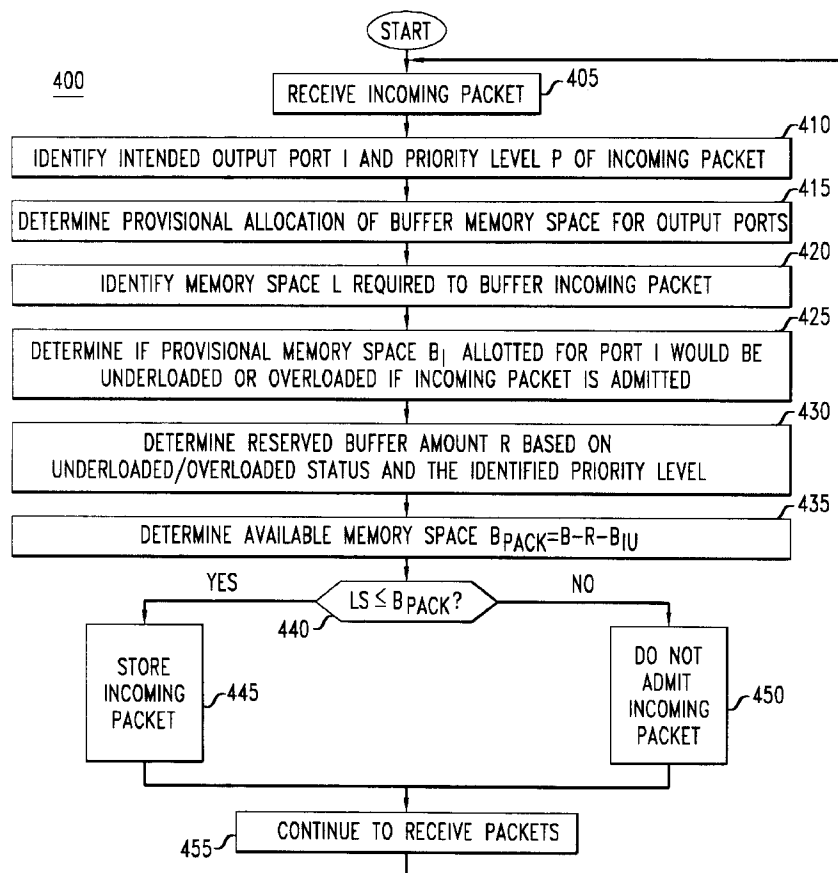 START
400
RECEIVE INCOMING PACKET
405
410
IDENTIFY INTENDED OUTPUT PORT I AND PRIORITY LEVEL P OF INCOMING PACKET
415
DETERMINE PROVISIONAL ALLOCATION OF BUFFER MEMORY SPACE FOR OUTPUT PORTS
420
IDENTIFY MEMORY SPACE L REQUIRED TO BUFFER INCOMING PACKET
425
DETERMINE IF PROVISIONAL MEMORY SPACE BI ALLOTTED FOR PORT I WOULD BE
UNDERLOADED OR OVERLOADED IF INCOMING PACKET IS ADMITTED
430
DETERMINE RESERVED BUFFER AMOUNT R BASED ON
UNDERLOADED/OVERLOADED STATUS AND THE IDENTIFIED PRIORITY LEVEL
435
DETERMINE AVAILABLE MEMORY SPACE BPACK=B-R-BIU
YES
LS ≤ BPACK?
NO
440
STORE
INCOMING
PACKET
445
DO NOT
ADMIT
INCOMING
PACKET
450
CONTINUE TO RECEIVE PACKETS
455